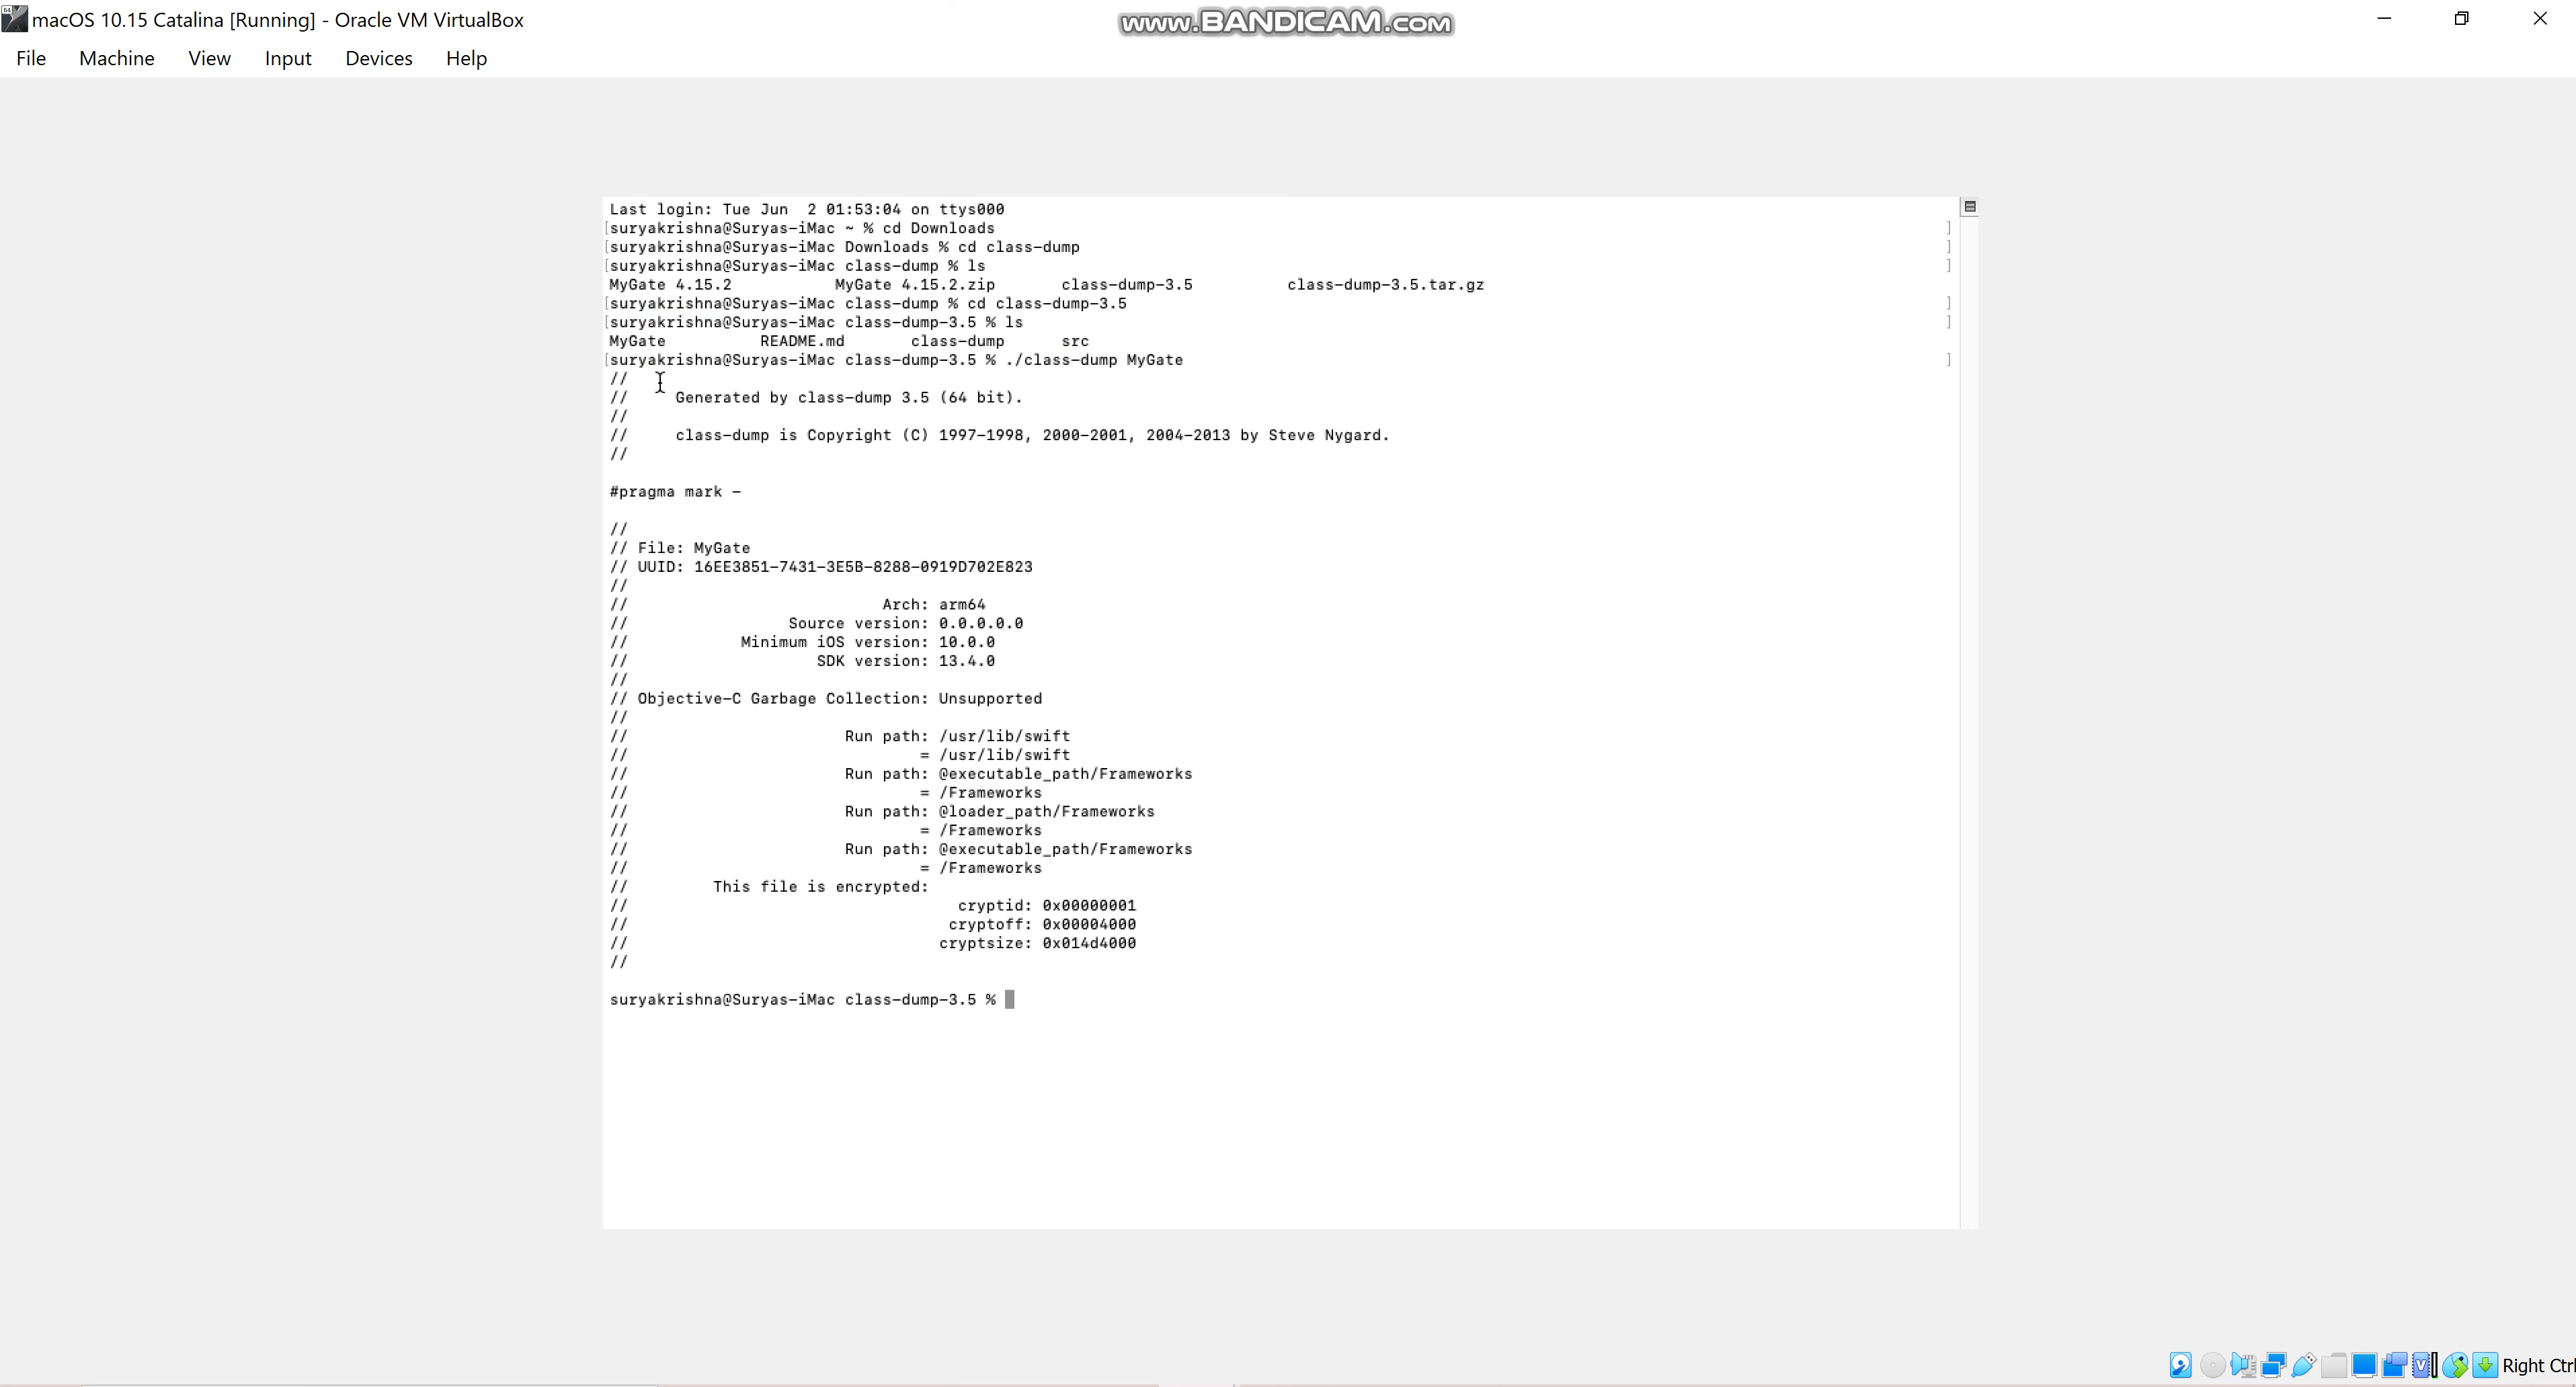 macOS 10.15 Catalina [Running] - Oracle VM VirtualBox
www.BANDICAM.com
File Machine View Input Devices Help
Last login: Tue Jun  2 01:53:04 on ttys000
[suryakrishna@Suryas-iMac ~ % cd Downloads ]
[suryakrishna@Suryas-iMac Downloads % cd class-dump ]
[suryakrishna@Suryas-iMac class-dump % ls ]
MyGate 4.15.2 MyGate 4.15.2.zip class-dump-3.5 class-dump-3.5.tar.gz
[suryakrishna@Suryas-iMac class-dump % cd class-dump-3.5 ]
[suryakrishna@Suryas-iMac class-dump-3.5 % ls ]
MyGate README.md class-dump src
[suryakrishna@Suryas-iMac class-dump-3.5 % ./class-dump MyGate ]
//
// Generated by class-dump 3.5 (64 bit).
//
// class-dump is Copyright (C) 1997-1998, 2000-2001, 2004-2013 by Steve Nygard.
//
#pragma mark -
//
// File: MyGate
// UUID: 16EE3851-7431-3E5B-8288-0919D702E823
//
// Arch: arm64
// Source version: 0.0.0.0.0
// Minimum iOS version: 10.0.0
// SDK version: 13.4.0
//
// Objective-C Garbage Collection: Unsupported
//
// Run path: /usr/lib/swift
// = /usr/lib/swift
// Run path: @executable_path/Frameworks
// = /Frameworks
// Run path: @loader_path/Frameworks
// = /Frameworks
// Run path: @executable_path/Frameworks
// = /Frameworks
// This file is encrypted:
// cryptid: 0x00000001
// cryptoff: 0x00004000
// cryptsize: 0x014d4000
//
suryakrishna@Suryas-iMac class-dump-3.5 %
Right Ctrl